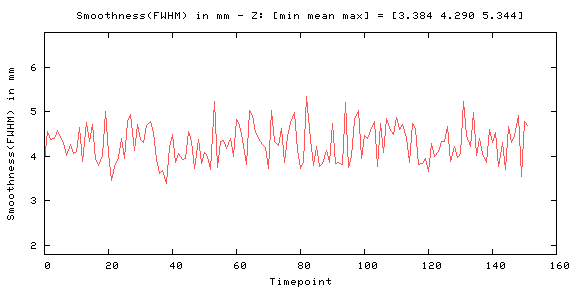 Smoothness(FWHM) in mm - Z: [min mean max] = [3.384 4.290 5.344]
Smoothness(FWHM) in mm
6
5
4
3
2
0 20 40 60 80 100 120 140 160
Timepoint